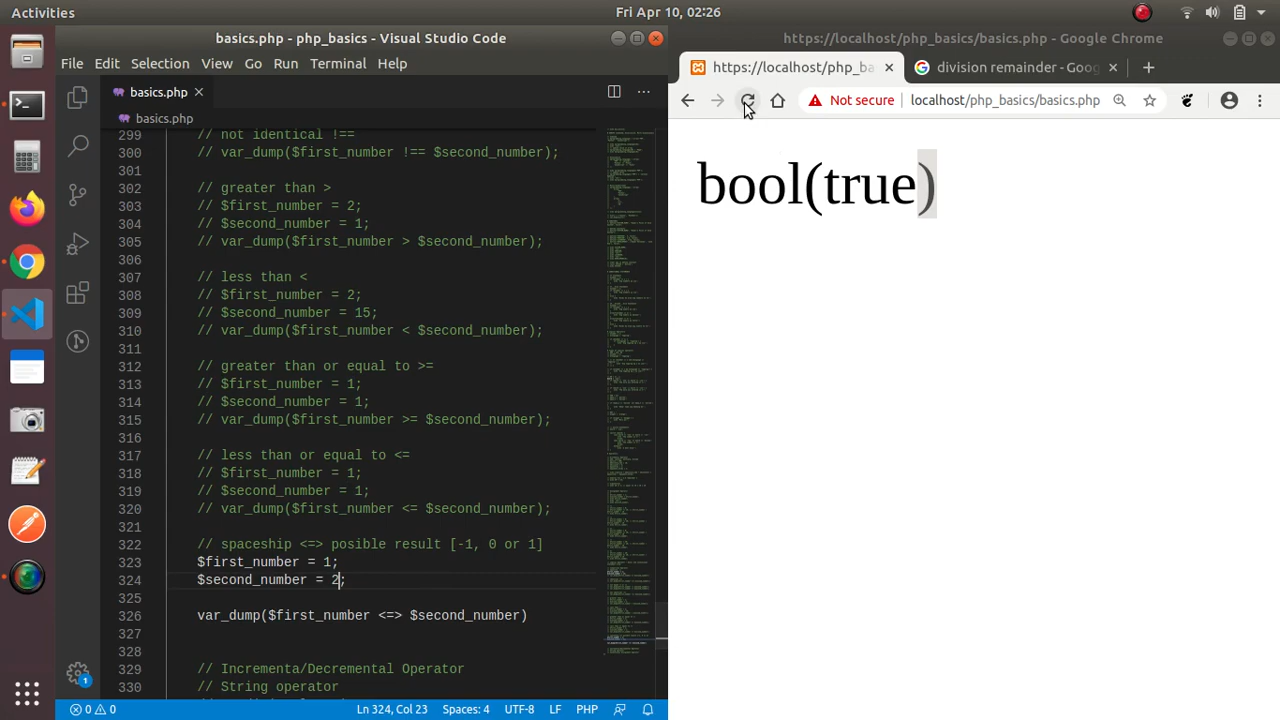 Activities
Fri Apr 10, 02:26
basics.php - php_basics - Visual Studio Code
https://localhost/php_basics/basics.php - Google Chrome
File Edit Selection View Go Run Terminal Help
https://localhost/php_ba
division remainder - Goog
basics.php
Not secure
localhost/php_basics/basics.php
basics.php
299 // not identical !==
300 // var_dump($first_number !== $second_number);
301
302 // greater than >
303 // $first_number = 2;
304 // $second_number = 1;
305 // var_dump($first_number > $second_number);
306
307 // less than <
308 // $first_number = 2;
309 // $second_number = 15;
310 // var_dump($first_number < $second_number);
311
312 // greater than or equal to >=
313 // $first_number = 1;
314 // $second_number = 1;
315 // var_dump($first_number >= $second_number);
316
317 // less than or equal to <=
318 // $first_number = 1;
319 // $second_number = 1;
320 // var_dump($first_number <= $second_number);
321
322 // spaceship <=> posible result [-1, 0 or 1]
323 $first_number = 1;
324 $second_number = 2;
325
326 var_dump($first_number <=> $second_number)
327
328
329 // Incrementa/Decremental Operator
330 // String operator
bool(true)
1
0 0
Ln 324, Col 23
Spaces: 4
UTF-8
LF
PHP